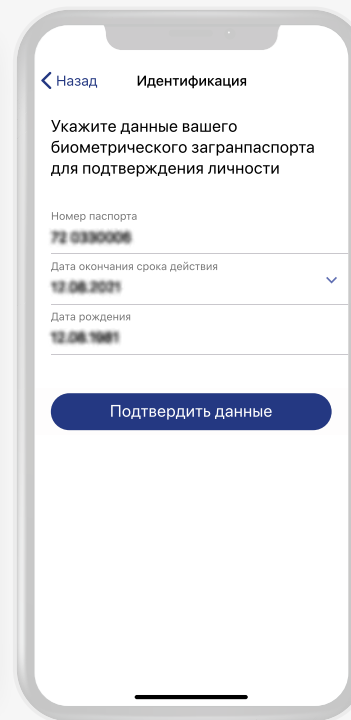 Назад
Идентификация
Укажите данные вашего
биометрического загранпаспорта
для подтверждения личности
Номер паспорта
Дата окончания срока действия
Дата рождения
Подтвердить данные